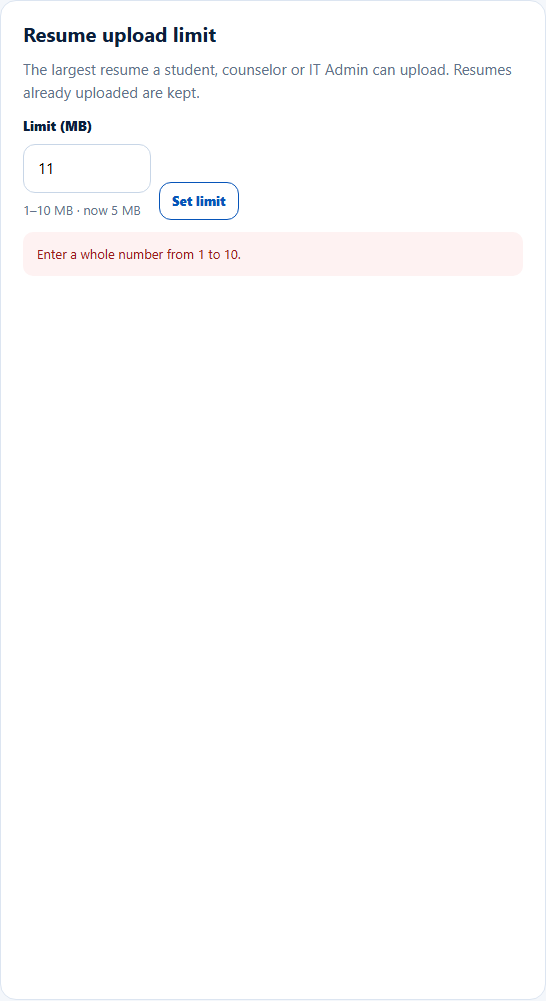 Resume upload limit
The largest resume a student, counselor or IT Admin can upload. Resumes
already uploaded are kept.
Limit (MB)
11
1–10 MB · now 5 MB
Set limit
Enter a whole number from 1 to 10.